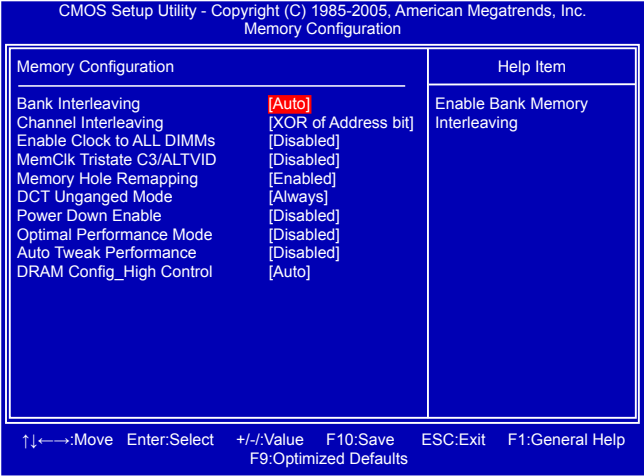 CMOS Setup Utility - Copyright (C) 1985-2005, American Megatrends, Inc.
Memory Configuration
Memory Configuration
Help Item
Bank Interleaving [Auto]
Channel Interleaving [XOR of Address bit]
Enable Clock to ALL DIMMs [Disabled]
MemClk Tristate C3/ALTVID [Disabled]
Memory Hole Remapping [Enabled]
DCT Unganged Mode [Always]
Power Down Enable [Disabled]
Optimal Performance Mode [Disabled]
Auto Tweak Performance [Disabled]
DRAM Config_High Control [Auto]
Enable Bank Memory
Interleaving
↑↓←→:Move Enter:Select +/-/:Value F10:Save ESC:Exit F1:General Help
F9:Optimized Defaults